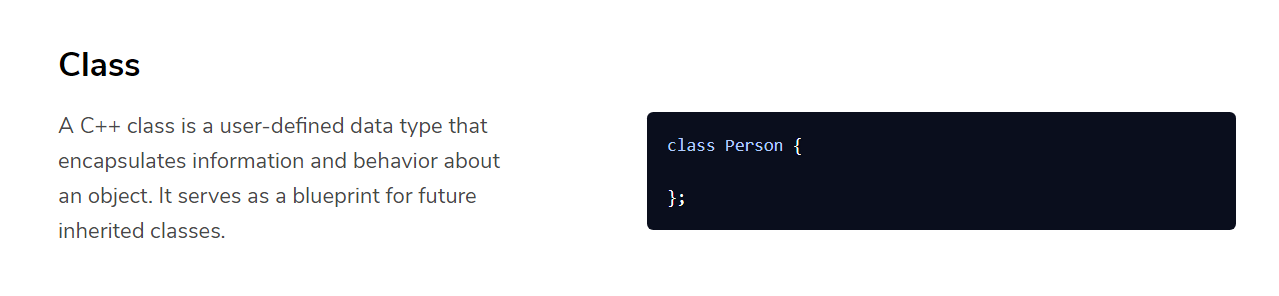 Class
A C++ class is a user-defined data type that
encapsulates information and behavior about
an object. It serves as a blueprint for future
inherited classes.
class Person {
};